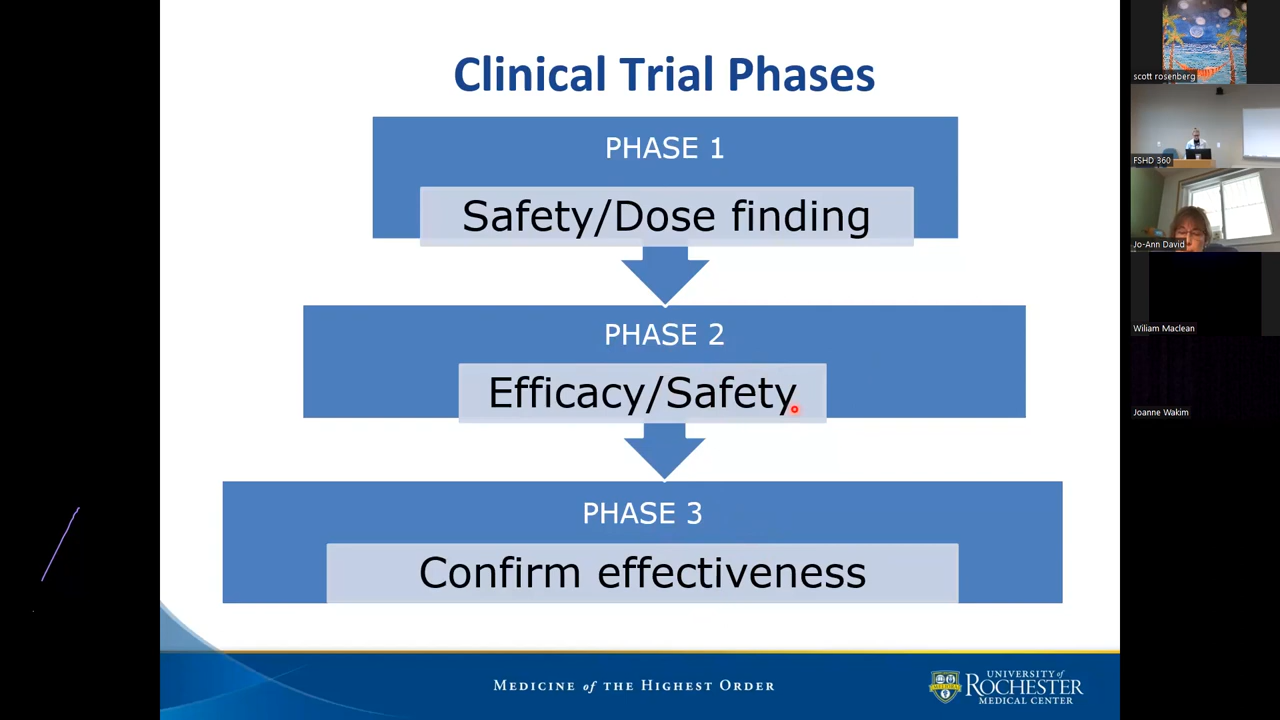 Clinical Trial Phases
PHASE 1
Safety/Dose finding
PHASE 2
Efficacy/Safety
PHASE 3
Confirm effectiveness
MEDICINE of THE HIGHEST ORDER
UNIVERSITY of
ROCHESTER
MEDICAL CENTER
scott rosenberg
FSHD 360
Jo-Ann David
Wiliam Maclean
Joanne Wakim